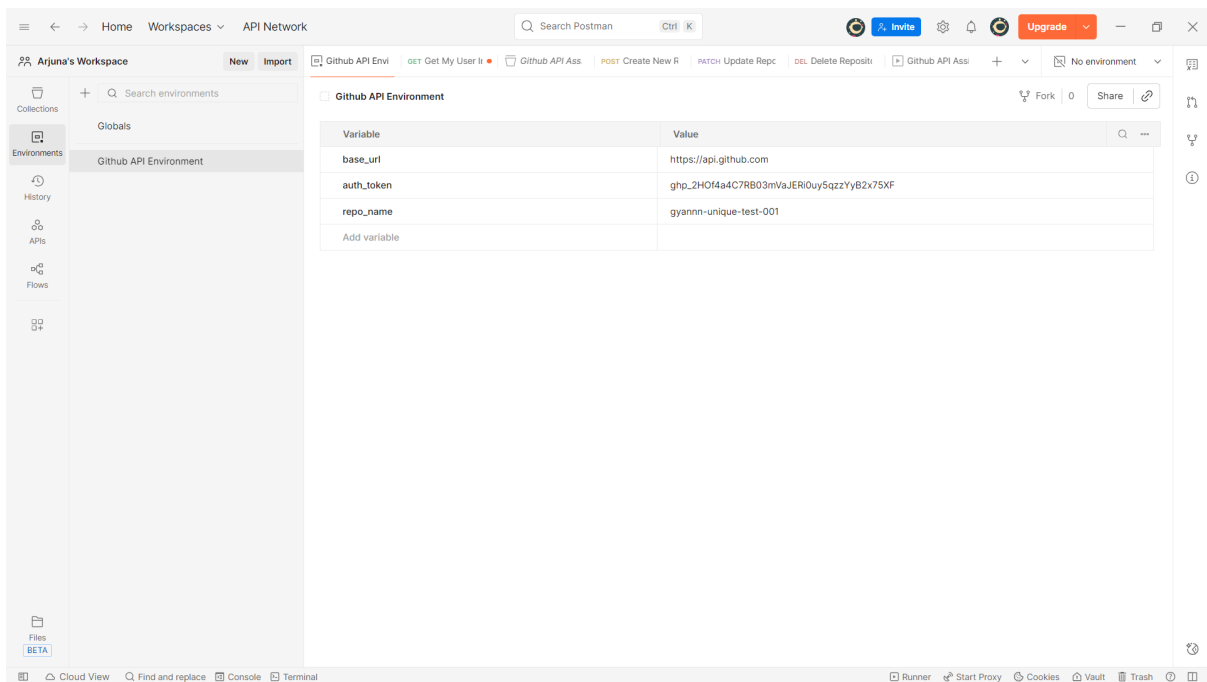 Home Workspaces API Network
Search Postman Ctrl K
Invite
Upgrade
Arjuna's Workspace
New Import
Github API Envi
GET Get My User Ir
Github API Ass
POST Create New R
PATCH Update Repc
DEL Delete Reposit
Github API Assi
No environment
Collections
Environments
History
APIs
Flows
Search environments
Globals
Github API Environment
Github API Environment
Fork 0 Share
Variable Value
base_url https://api.github.com
auth_token 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
repo_name gyannn-unique-test-001
Add variable
Files
BETA
Cloud View Find and replace Console Terminal
Runner Start Proxy Cookies Vault Trash